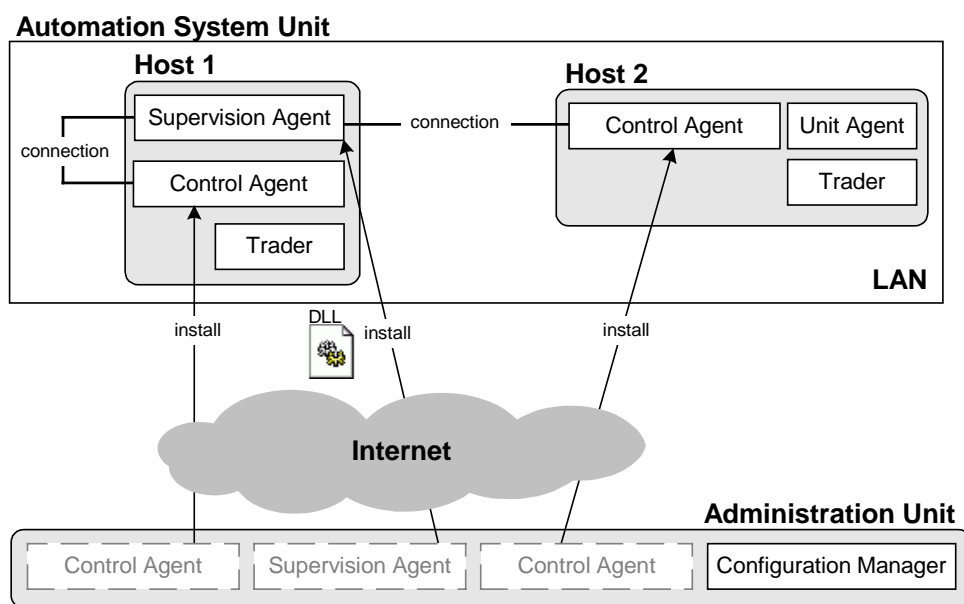 Automation System Unit
Host 1
Host 2
Supervision Agent
connection
Control Agent
Unit Agent
connection
Control Agent
Trader
Trader
LAN
install
DLL
install
install
Internet
Administration Unit
Control Agent
Supervision Agent
Control Agent
Configuration Manager